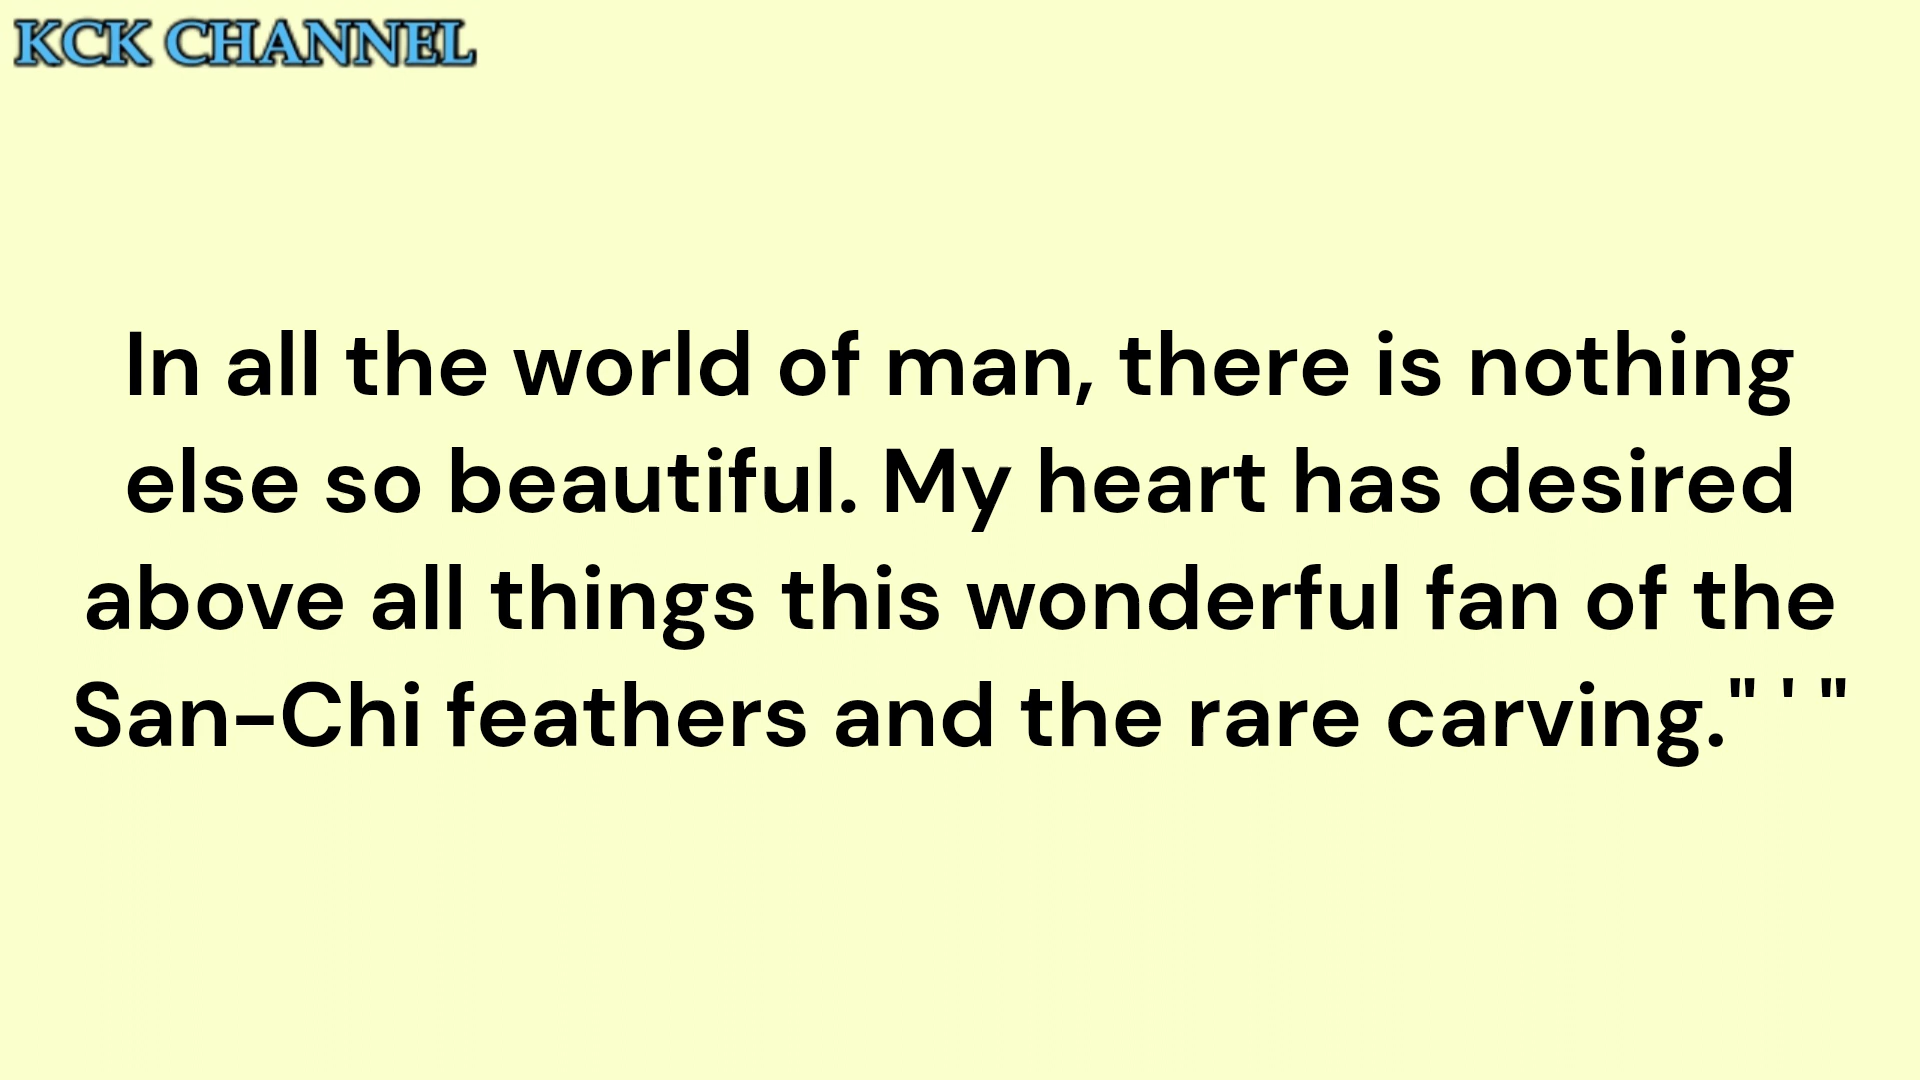 KCK CHANNEL
In all the world of man, there is nothing
else so beautiful. My heart has desired
above all things this wonderful fan of the
San-Chi feathers and the rare carving." ' "